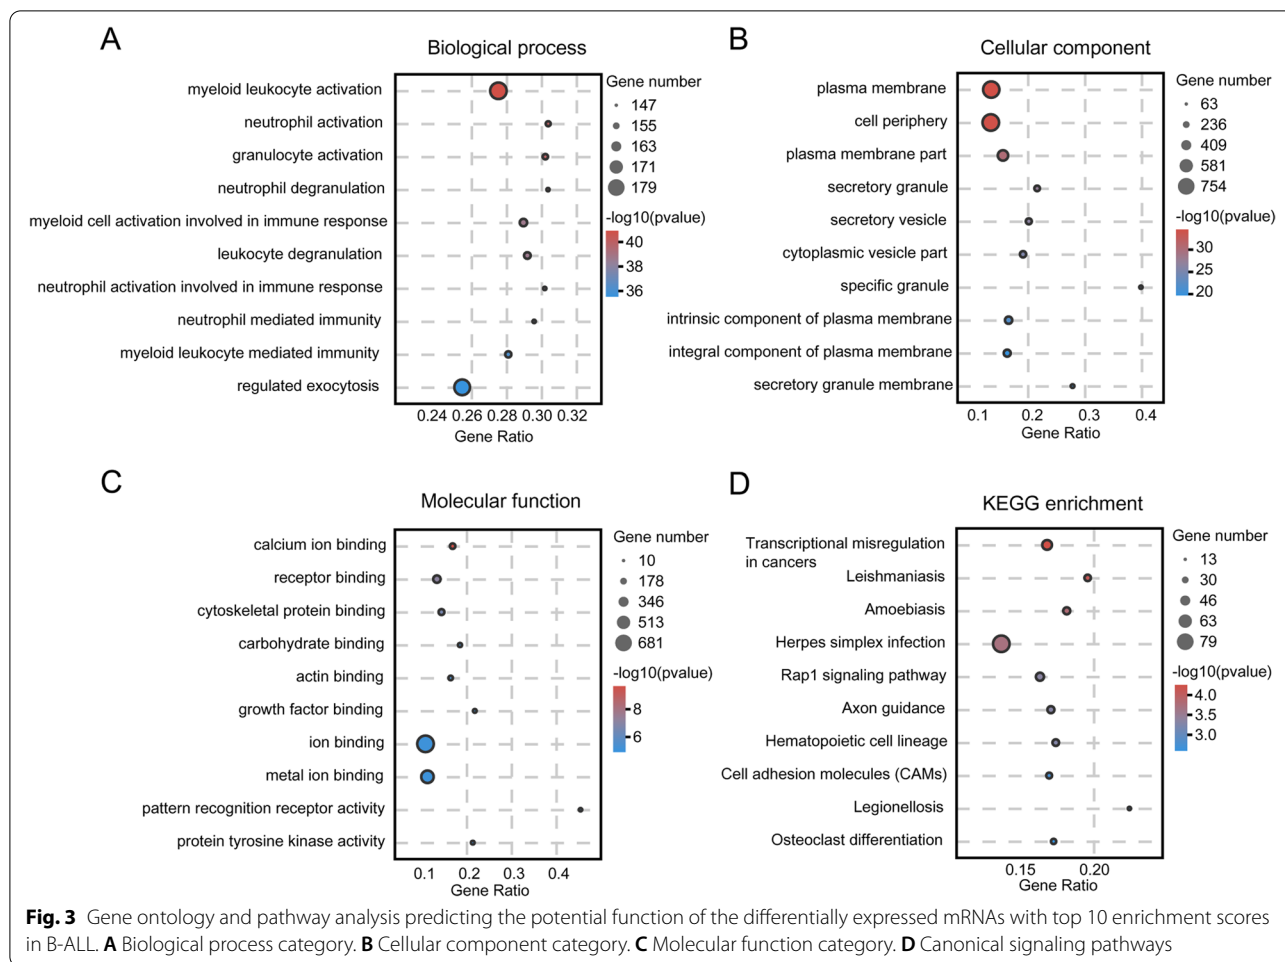 A
Biological process
myeloid leukocyte activation
neutrophil activation
granulocyte activation
neutrophil degranulation
myeloid cell activation involved in immune response
leukocyte degranulation
neutrophil activation involved in immune response
neutrophil mediated immunity
myeloid leukocyte mediated immunity
regulated exocytosis
0.24 0.26 0.28 0.30 0.32
Gene Ratio
Gene number
147
155
163
171
179
-log10(pvalue)
40
38
36
B
Cellular component
plasma membrane
cell periphery
plasma membrane part
secretory granule
secretory vesicle
cytoplasmic vesicle part
specific granule
intrinsic component of plasma membrane
integral component of plasma membrane
secretory granule membrane
0.1 0.2 0.3 0.4
Gene Ratio
Gene number
63
236
409
581
754
-log10(pvalue)
30
25
20
C
Molecular function
calcium ion binding
receptor binding
cytoskeletal protein binding
carbohydrate binding
actin binding
growth factor binding
ion binding
metal ion binding
pattern recognition receptor activity
protein tyrosine kinase activity
0.1 0.2 0.3 0.4
Gene Ratio
Gene number
10
178
346
513
681
-log10(pvalue)
8
6
D
KEGG enrichment
Transcriptional misregulation
in cancers
Leishmaniasis
Amoebiasis
Herpes simplex infection
Rap1 signaling pathway
Axon guidance
Hematopoietic cell lineage
Cell adhesion molecules (CAMs)
Legionellosis
Osteoclast differentiation
0.15 0.20
Gene Ratio
Gene number
13
30
46
63
79
-log10(pvalue)
4.0
3.5
3.0
Fig. 3 Gene ontology and pathway analysis predicting the potential function of the differentially expressed mRNAs with top 10 enrichment scores
in B-ALL. A Biological process category. B Cellular component category. C Molecular function category. D Canonical signaling pathways